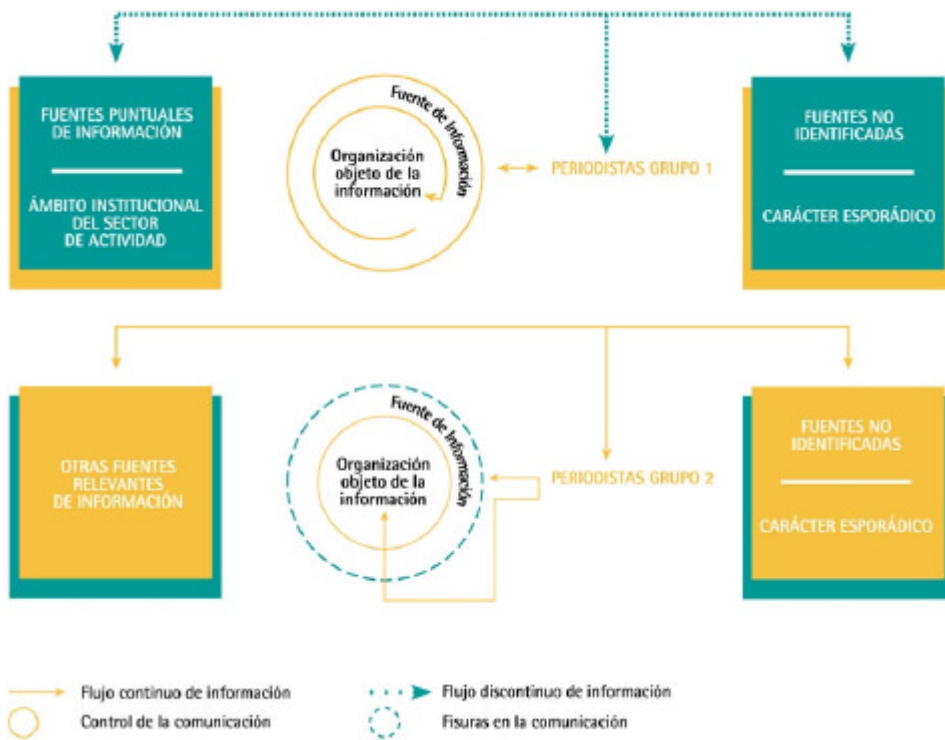 FUENTES PUNTUALES
DE INFORMACIÓN
ÁMBITO INSTITUCIONAL
DEL SECTOR
DE ACTIVIDAD
Fuente de Información
Organización
objeto de la
información
PERIODISTAS GRUPO 1
FUENTES NO
IDENTIFICADAS
CARÁCTER ESPORÁDICO
OTRAS FUENTES
RELEVANTES
DE INFORMACIÓN
Fuente de Información
Organización
objeto de la
información
PERIODISTAS GRUPO 2
FUENTES NO
IDENTIFICADAS
CARÁCTER ESPORÁDICO
Flujo continuo de información
Flujo discontinuo de información
Control de la comunicación
Fisuras en la comunicación